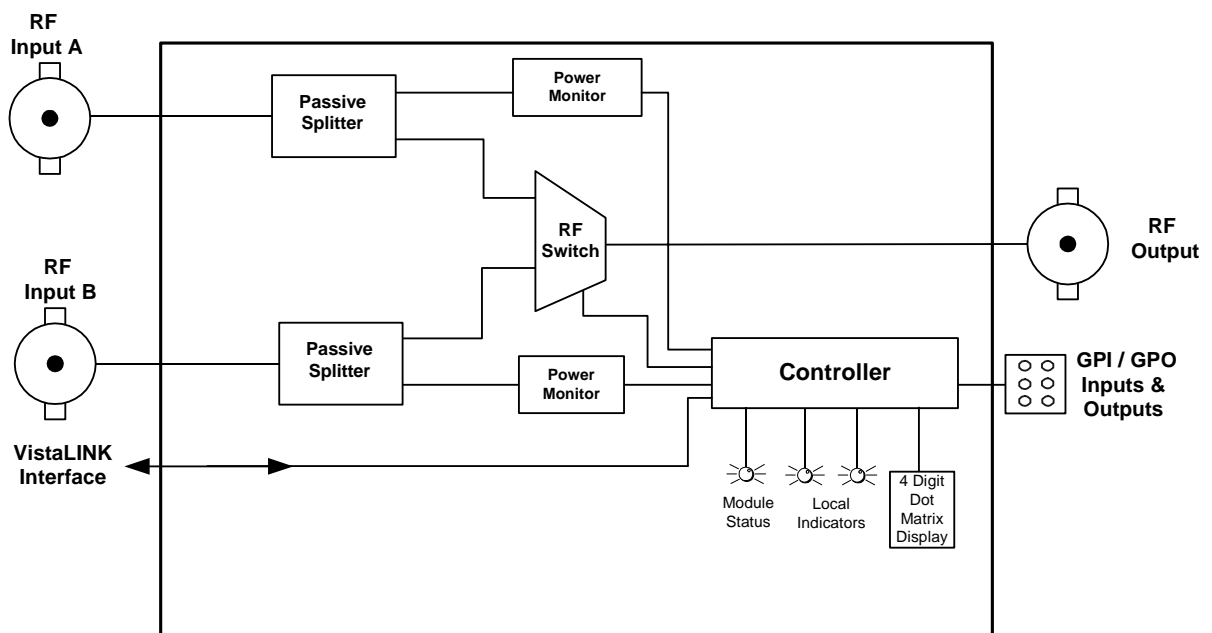 RF
Input A
Passive
Splitter
Power
Monitor
RF
Switch
RF
Output
RF
Input B
Passive
Splitter
Power
Monitor
Controller
GPI / GPO
Inputs &
Outputs
VistaLINK
Interface
Module
Status
Local
Indicators
4 Digit
Dot
Matrix
Display